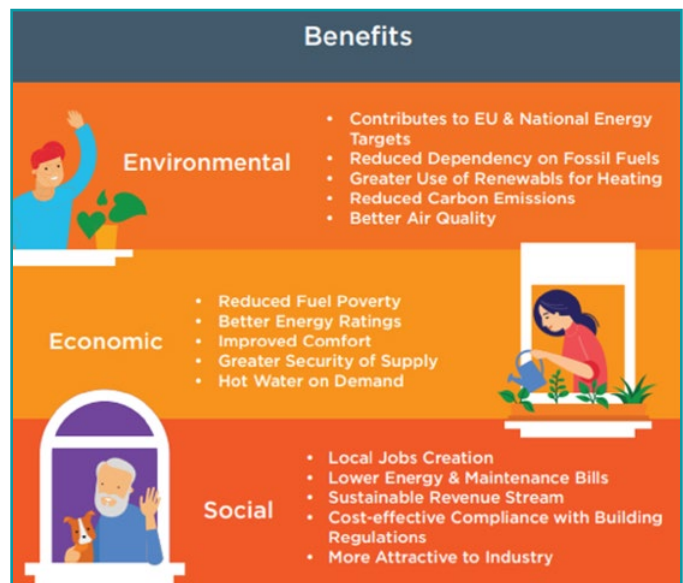 Benefits
Environmental
• Contributes to EU & National Energy
Targets
• Reduced Dependency on Fossil Fuels
• Greater Use of Renewabls for Heating
• Reduced Carbon Emissions
• Better Air Quality
Economic
• Reduced Fuel Poverty
• Better Energy Ratings
• Improved Comfort
• Greater Security of Supply
• Hot Water on Demand
Social
• Local Jobs Creation
• Lower Energy & Maintenance Bills
• Sustainable Revenue Stream
• Cost-effective Compliance with Building
Regulations
• More Attractive to Industry